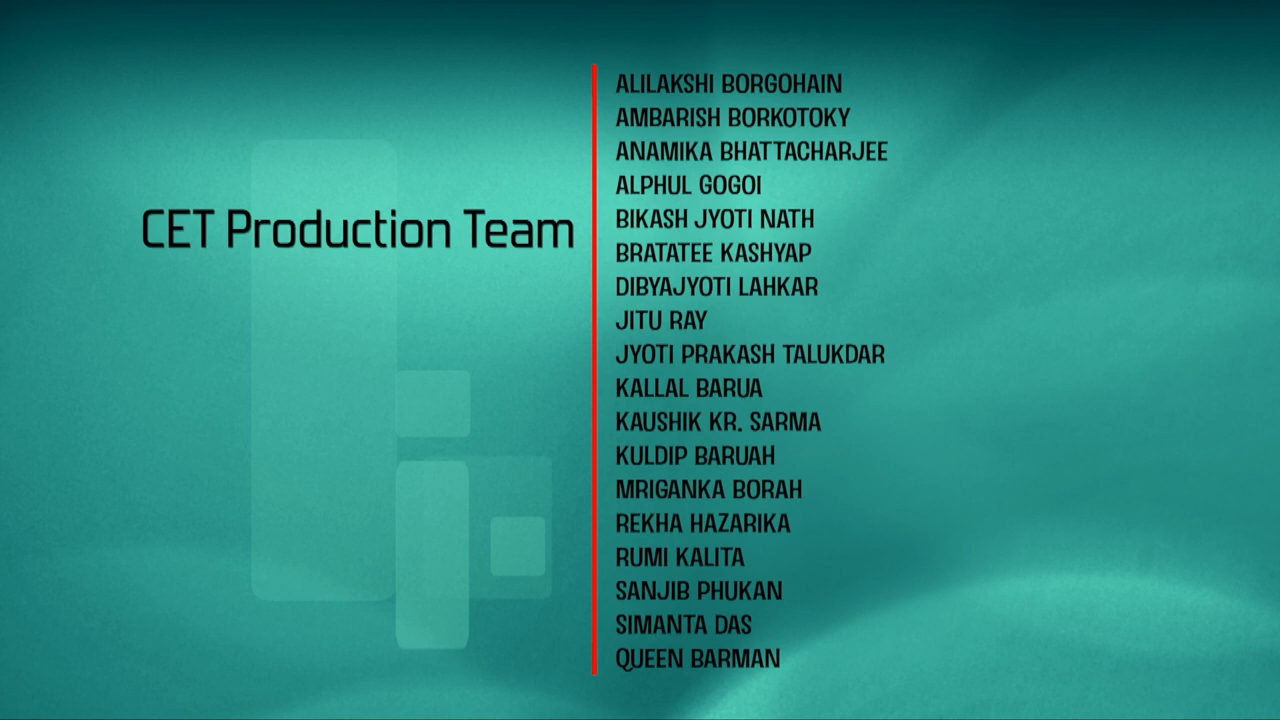 CET Production Team
ALILAKSHI BORGOHAIN
AMBARISH BORKOTOKY
ANAMIKA BHATTACHARJEE
ALPHUL GOGOI
BIKASH JYOTI NATH
BRATATEE KASHYAP
DIBYAJYOTI LAHKAR
JITU RAY
JYOTI PRAKASH TALUKDAR
KALLAL BARUA
KAUSHIK KR. SARMA
KULDIP BARUAH
MRIGANKA BORAH
REKHA HAZARIKA
RUMI KALITA
SANJIB PHUKAN
SIMANTA DAS
QUEEN BARMAN